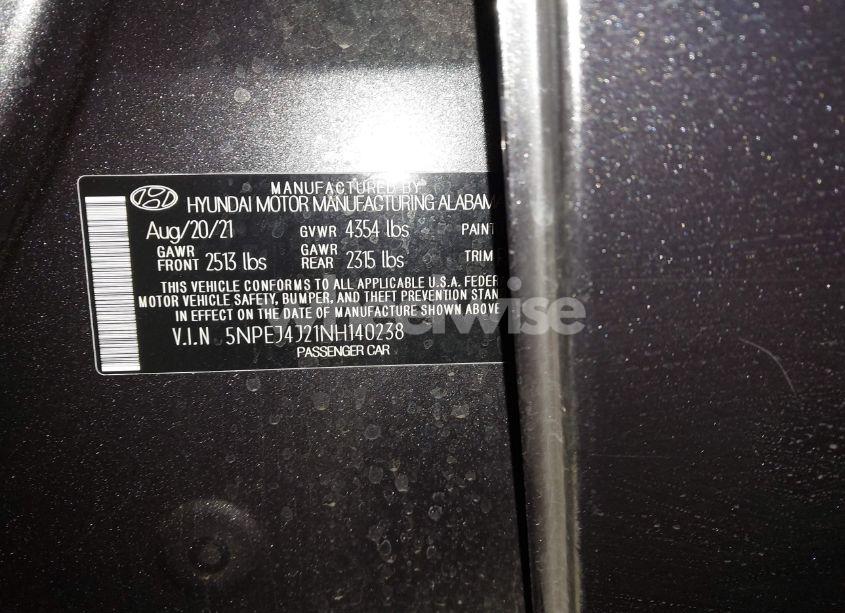 MANUFACTURED BY
HYUNDAI MOTOR MANUFACTURING ALABAMA
Aug/20/21 GVWR 4354 lbs PAINT
GAWR FRONT 2513 lbs GAWR REAR 2315 lbs TRIM
THIS VEHICLE CONFORMS TO ALL APPLICABLE U.S.A. FEDER
MOTOR VEHICLE SAFETY, BUMPER, AND THEFT PREVENTION STAN
IN EFFECT ON THE DATE OF MANUFACTURE SHOWN ABOVE
V.I.N 5NPEJ4J21NH140238
PASSENGER CAR